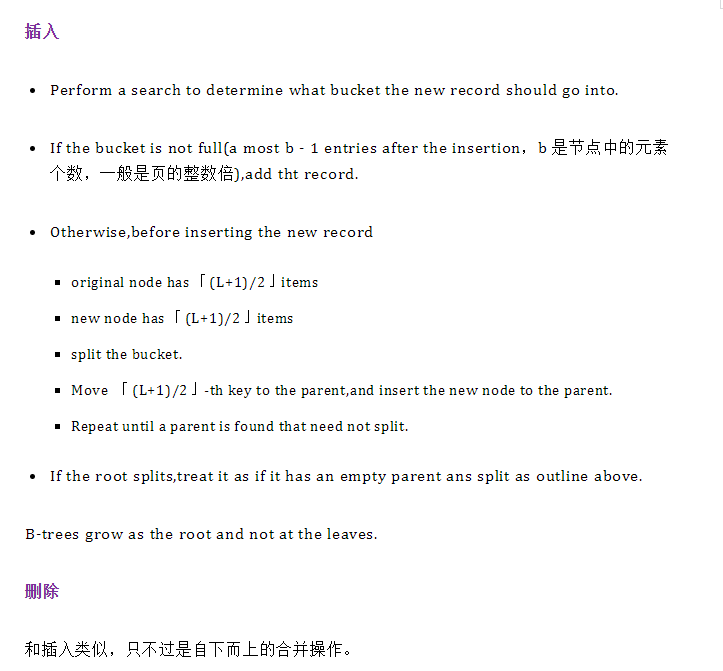 插入
• Perform a search to determine what bucket the new record should go into.
• If the bucket is not full(a most b - 1 entries after the insertion，b 是节点中的元素
个数，一般是页的整数倍),add tht record.
• Otherwise,before inserting the new record
▪ original node has「(L+1)/2」items
▪ new node has「(L+1)/2」items
▪ split the bucket.
▪ Move 「(L+1)/2」-th key to the parent,and insert the new node to the parent.
▪ Repeat until a parent is found that need not split.
• If the root splits,treat it as if it has an empty parent ans split as outline above.
B-trees grow as the root and not at the leaves.
删除
和插入类似，只不过是自下而上的合并操作。